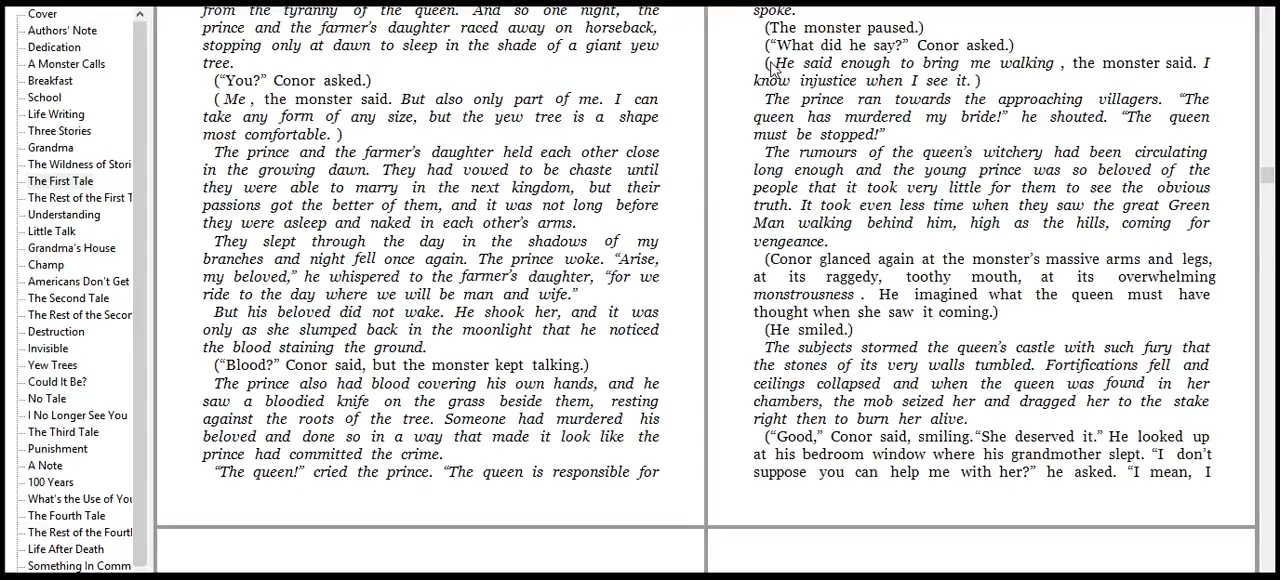 Cover
Authors' Note
Dedication
A Monster Calls
Breakfast
School
Life Writing
Three Stories
Grandma
The Wildness of Stori
The First Tale
The Rest of the First T
Understanding
Little Talk
Grandma's House
Champ
Americans Don't Get
The Second Tale
The Rest of the Secor
Destruction
Invisible
Yew Trees
Could It Be?
No Tale
I No Longer See You
The Third Tale
Punishment
A Note
100 Years
What's the Use of You
The Fourth Tale
The Rest of the Fourtl
Life After Death
Something In Comm
from the tyranny of the queen. And so one night, the
prince and the farmer's daughter raced away on horseback,
stopping only at dawn to sleep in the shade of a giant yew
tree.
("You?" Conor asked.)
( Me , the monster said. But also only part of me. I can
take any form of any size, but the yew tree is a shape
most comfortable. )
The prince and the farmer's daughter held each other close
in the growing dawn. They had vowed to be chaste until
they were able to marry in the next kingdom, but their
passions got the better of them, and it was not long before
they were asleep and naked in each other's arms.
They slept through the day in the shadows of my
branches and night fell once again. The prince woke. "Arise,
my beloved," he whispered to the farmer's daughter, "for we
ride to the day where we will be man and wife."
But his beloved did not wake. He shook her, and it was
only as she slumped back in the moonlight that he noticed
the blood staining the ground.
("Blood?" Conor said, but the monster kept talking.)
The prince also had blood covering his own hands, and he
saw a bloodied knife on the grass beside them, resting
against the roots of the tree. Someone had murdered his
beloved and done so in a way that made it look like the
prince had committed the crime.
"The queen!" cried the prince. "The queen is responsible for
spoke.
(The monster paused.)
("What did he say?" Conor asked.)
( He said enough to bring me walking , the monster said. I
know injustice when I see it. )
The prince ran towards the approaching villagers. "The
queen has murdered my bride!" he shouted. "The queen
must be stopped!"
The rumours of the queen's witchery had been circulating
long enough and the young prince was so beloved of the
people that it took very little for them to see the obvious
truth. It took even less time when they saw the great Green
Man walking behind him, high as the hills, coming for
vengeance.
(Conor glanced again at the monster's massive arms and legs,
at its raggedy, toothy mouth, at its overwhelming
monstrousness . He imagined what the queen must have
thought when she saw it coming.)
(He smiled.)
The subjects stormed the queen's castle with such fury that
the stones of its very walls tumbled. Fortifications fell and
ceilings collapsed and when the queen was found in her
chambers, the mob seized her and dragged her to the stake
right then to burn her alive.
("Good," Conor said, smiling."She deserved it." He looked up
at his bedroom window where his grandmother slept. "I don't
suppose you can help me with her?" he asked. "I mean, I